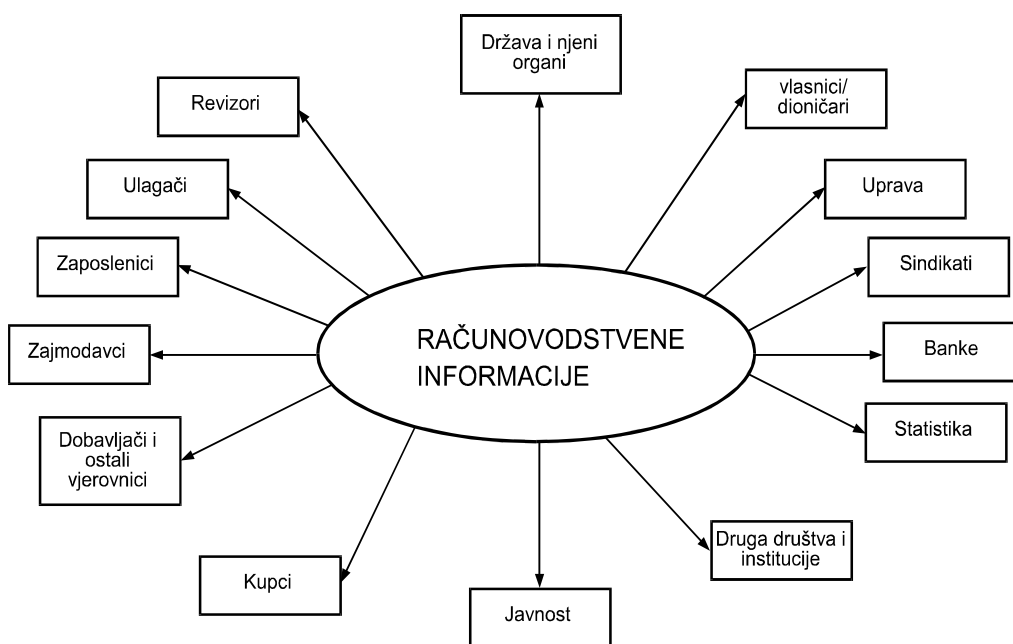 Država i njeni
organi
vlasnici/
dioničari
Revizori
Ulagači
Uprava
Zaposlenici
Sindikati
RAČUNOVODSTVENE
INFORMACIJE
Zajmodavci
Banke
Dobavljači i
ostali
vjerovnici
Statistika
Druga društva i
institucije
Kupci
Javnost